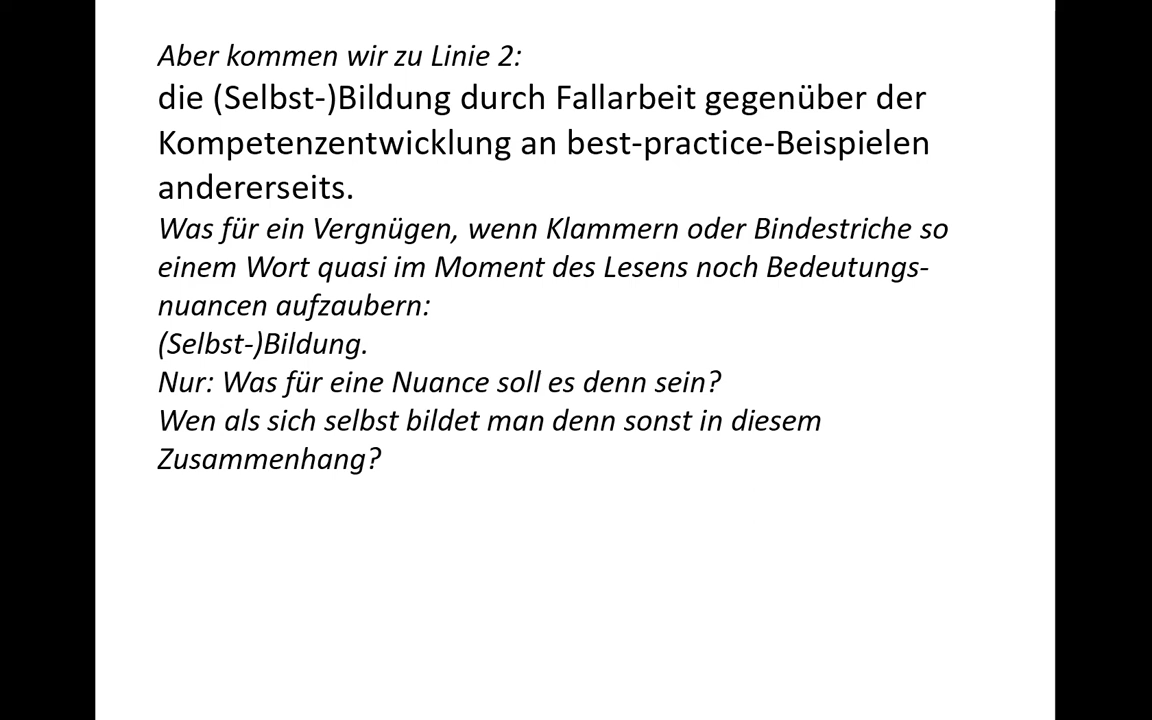 Aber kommen wir zu Linie 2:
die (Selbst-)Bildung durch Fallarbeit gegenüber der
Kompetenzentwicklung an best-practice-Beispielen
andererseits.
Was für ein Vergnügen, wenn Klammern oder Bindestriche so
einem Wort quasi im Moment des Lesens noch Bedeutungs-
nuancen aufzaubern:
(Selbst-)Bildung.
Nur: Was für eine Nuance soll es denn sein?
Wen als sich selbst bildet man denn sonst in diesem
Zusammenhang?